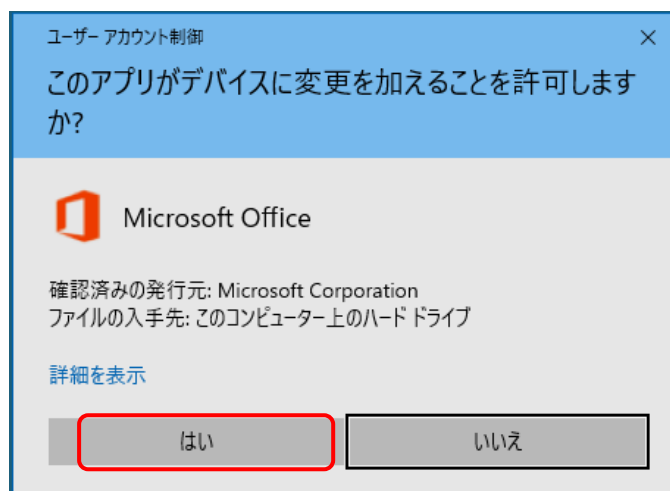 ユーザー アカウント制御
このアプリがデバイスに変更を加えることを許可します
か?
Microsoft Office
確認済みの発行元: Microsoft Corporation
ファイルの入手先: このコンピューター上のハード ドライブ
詳細を表示
はい
いいえ